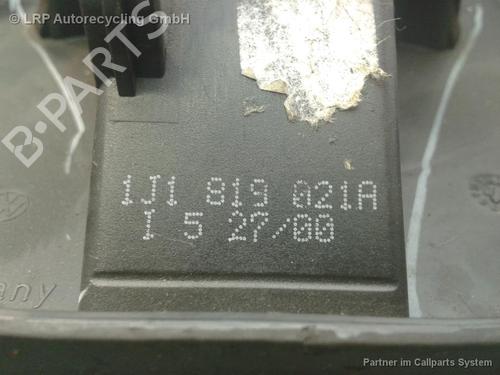 © LRP Autorecycling GmbH
B-PARTS
1J1 819 021A
I 5 27/00
any
Partner im Callparts System